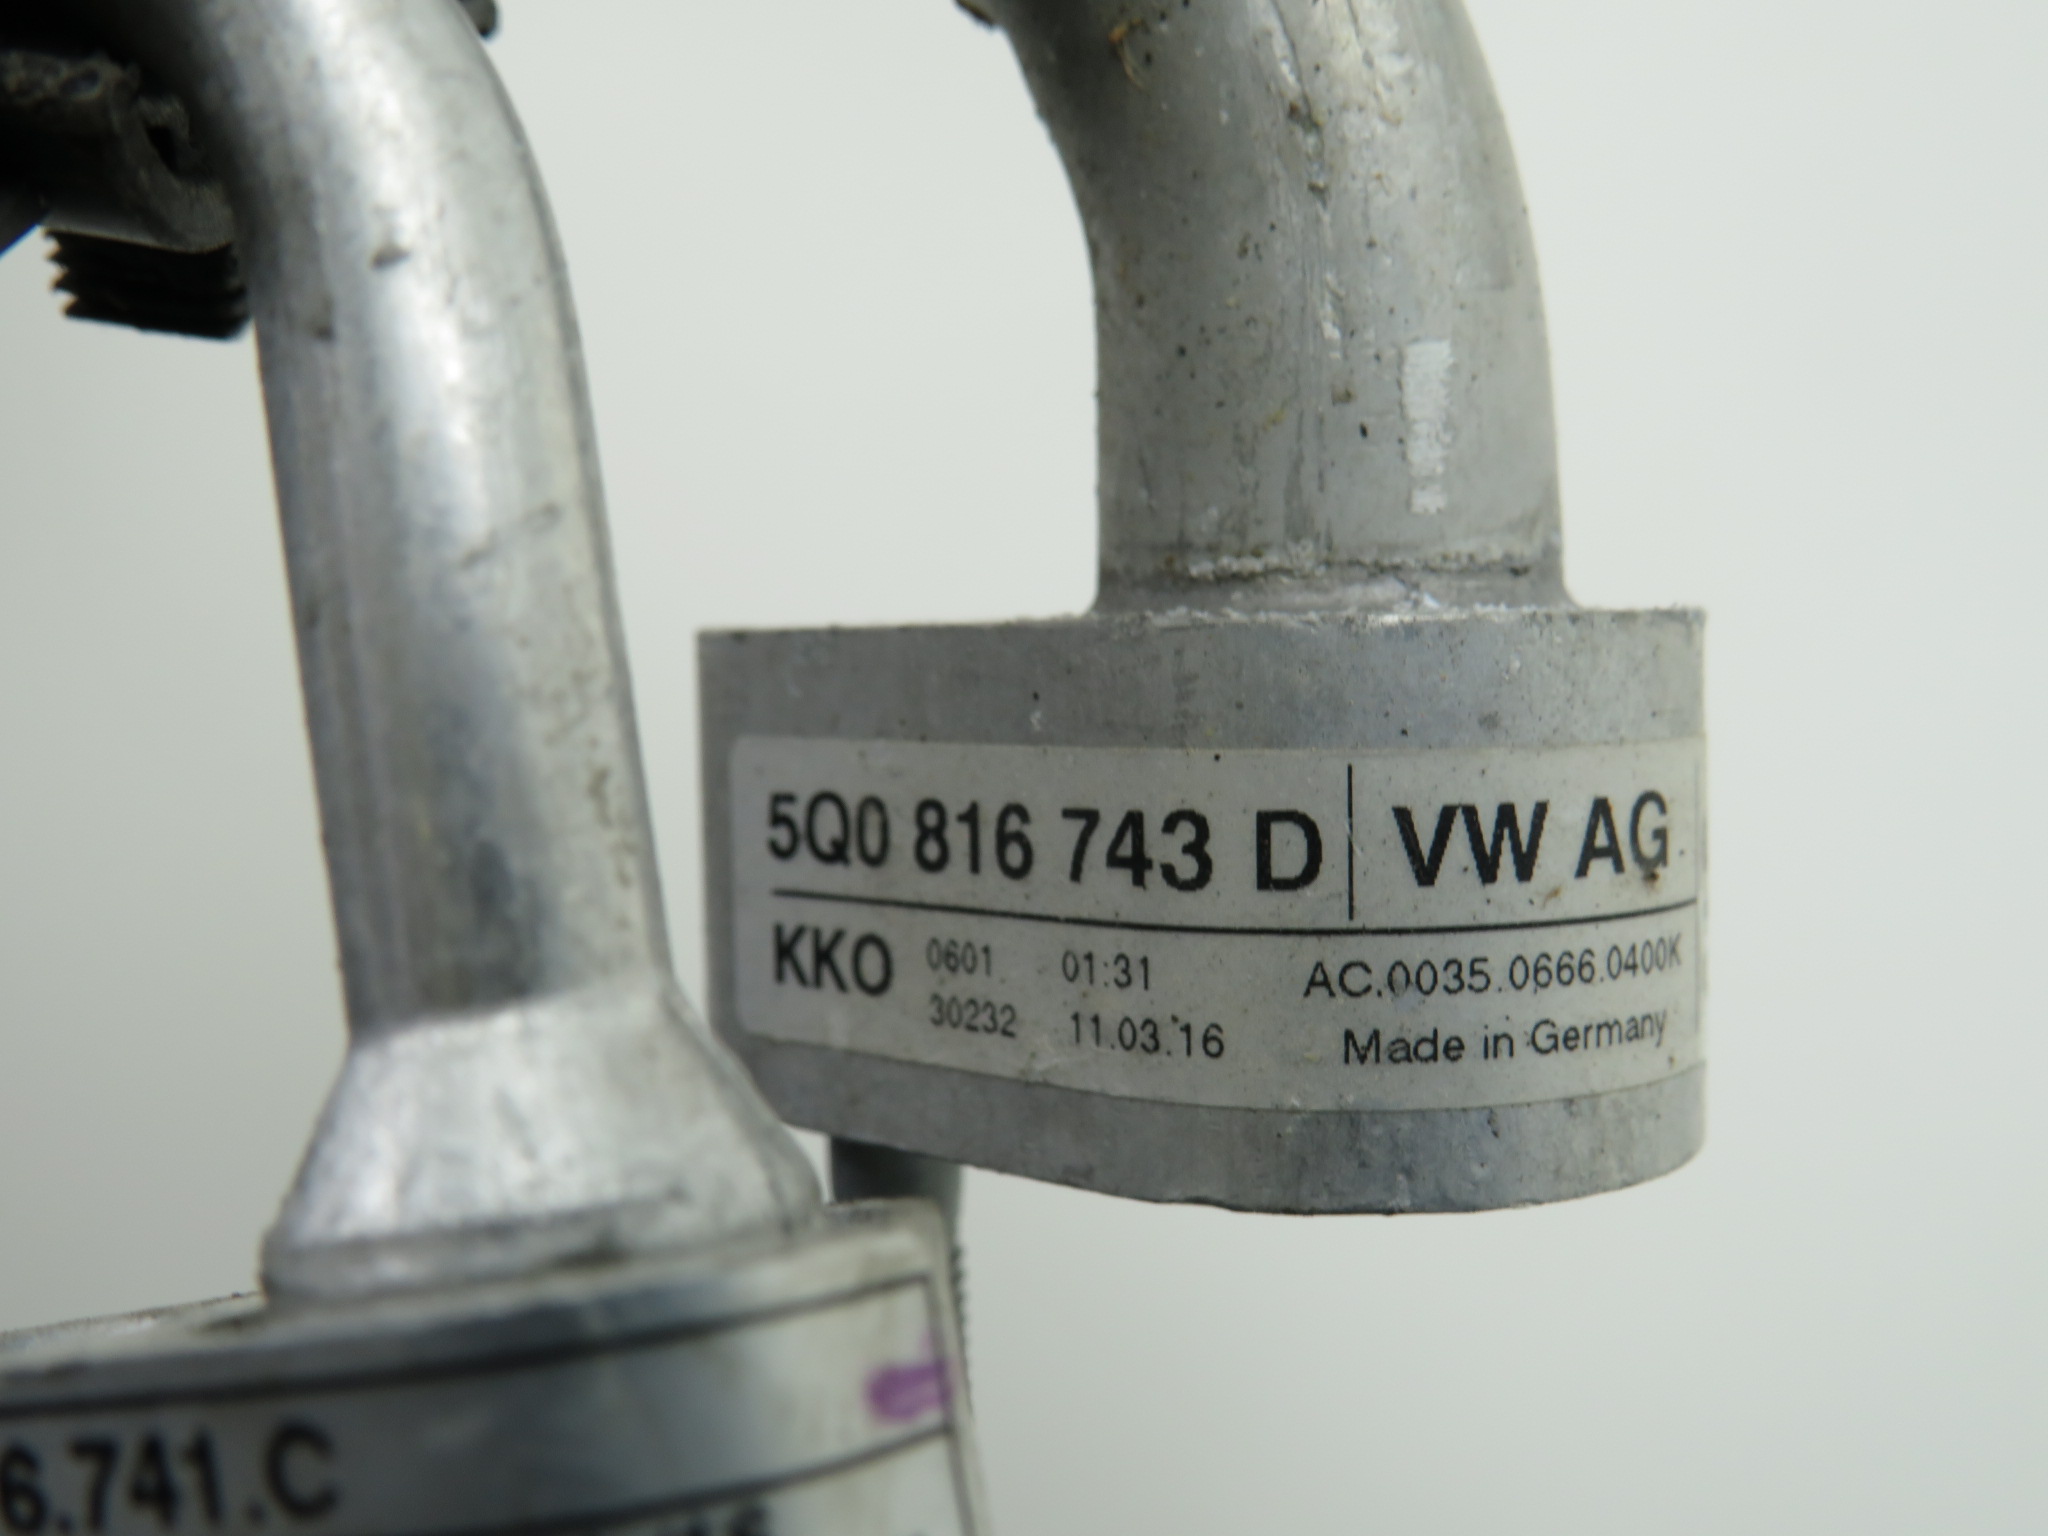 5Q0 816 743 D VW AG
KKO 0601 01:31 AC.0035.0666.0400K
30232 11.03.16 Made in Germany
6.741.C